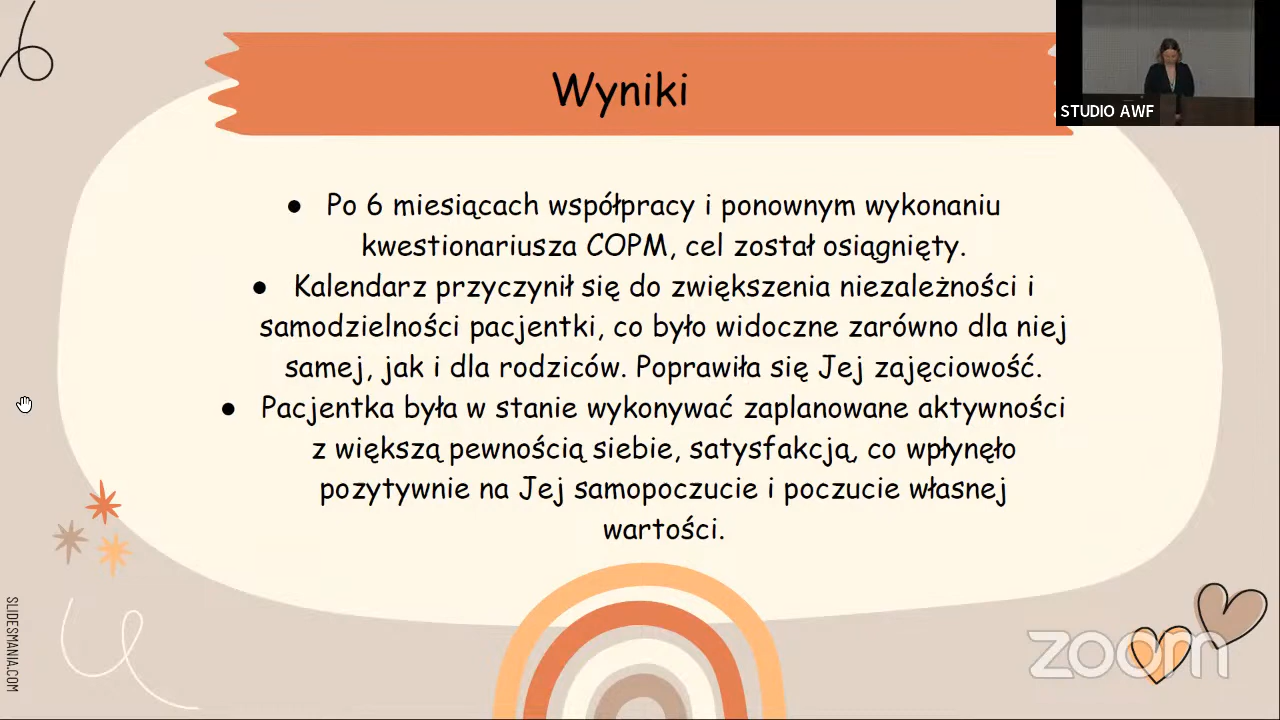 Wyniki
STUDIO AWF
● Po 6 miesiącach współpracy i ponownym wykonaniu
kwestionariusza COPM, cel został osiągnięty.
● Kalendarz przyczynił się do zwiększenia niezależności i
samodzielności pacjentki, co było widoczne zarówno dla niej
samej, jak i dla rodziców. Poprawiła się Jej zajęciowość.
● Pacjentka była w stanie wykonywać zaplanowane aktywności
z większą pewnością siebie, satysfakcją, co wpłynęło
pozytywnie na Jej samopoczucie i poczucie własnej
wartości.
SLIDESMANIA.COM
zoom